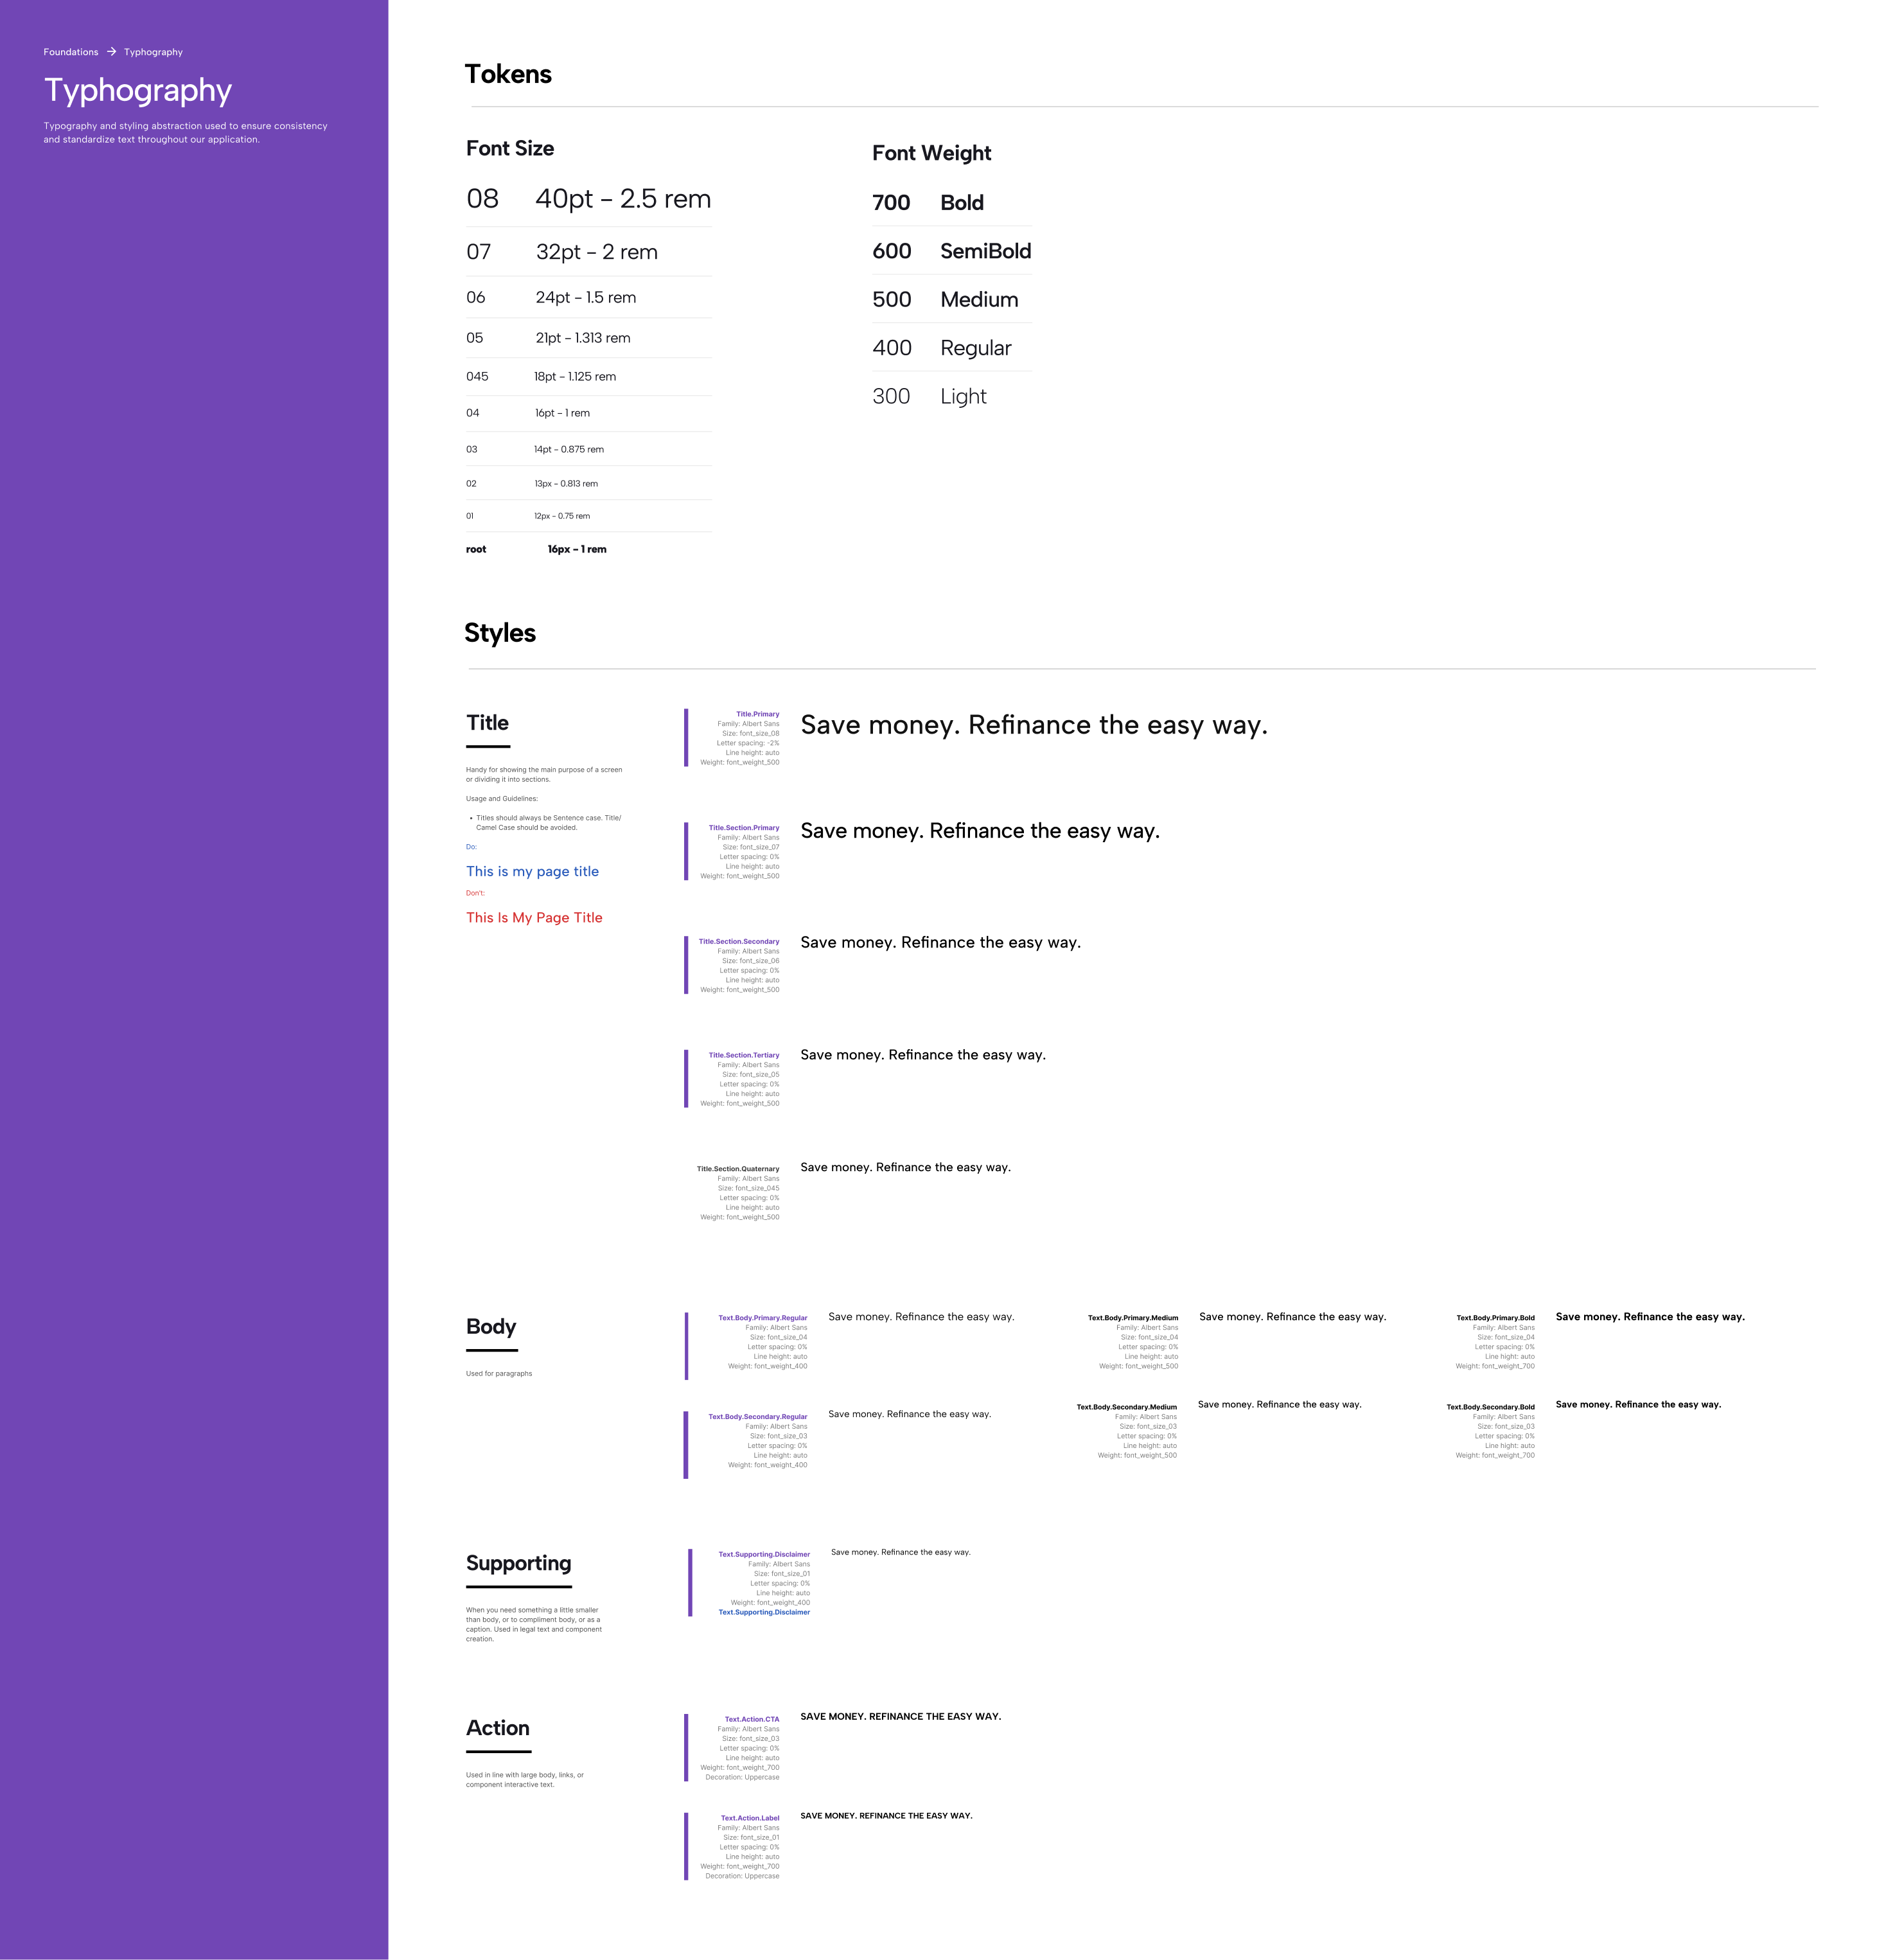 Foundations → Typhography
Typhography
Typography and styling abstraction used to ensure consistency
and standardize text throughout our application.
Tokens
Font Size
08 40pt - 2.5 rem
07 32pt - 2 rem
06 24pt - 1.5 rem
05 21pt - 1.313 rem
045 18pt - 1.125 rem
04 16pt - 1 rem
03 14pt - 0.875 rem
02 13px - 0.813 rem
01 12px - 0.75 rem
root 16px - 1 rem
Font Weight
700 Bold
600 SemiBold
500 Medium
400 Regular
300 Light
Styles
Title
Handy for showing the main purpose of a screen
or dividing it into sections.
Usage and Guidelines:
• Titles should always be Sentence case. Title/
Camel Case should be avoided.
Do:
This is my page title
Don't:
This Is My Page Title
Title.Primary
Family: Albert Sans
Size: font_size_08
Letter spacing: -2%
Line height: auto
Weight: font_weight_500
Save money. Refinance the easy way.
Title.Section.Primary
Family: Albert Sans
Size: font_size_07
Letter spacing: 0%
Line height: auto
Weight: font_weight_500
Save money. Refinance the easy way.
Title.Section.Secondary
Family: Albert Sans
Size: font_size_06
Letter spacing: 0%
Line height: auto
Weight: font_weight_500
Save money. Refinance the easy way.
Title.Section.Tertiary
Family: Albert Sans
Size: font_size_05
Letter spacing: 0%
Line height: auto
Weight: font_weight_500
Save money. Refinance the easy way.
Title.Section.Quaternary
Family: Albert Sans
Size: font_size_045
Letter spacing: 0%
Line height: auto
Weight: font_weight_500
Save money. Refinance the easy way.
Body
Used for paragraphs
Text.Body.Primary.Regular
Family: Albert Sans
Size: font_size_04
Letter spacing: 0%
Line height: auto
Weight: font_weight_400
Save money. Refinance the easy way.
Text.Body.Primary.Medium
Family: Albert Sans
Size: font_size_04
Letter spacing: 0%
Line height: auto
Weight: font_weight_500
Save money. Refinance the easy way.
Text.Body.Primary.Bold
Family: Albert Sans
Size: font_size_04
Letter spacing: 0%
Line hight: auto
Weight: font_weight_700
Save money. Refinance the easy way.
Text.Body.Secondary.Regular
Family: Albert Sans
Size: font_size_03
Letter spacing: 0%
Line height: auto
Weight: font_weight_400
Save money. Refinance the easy way.
Text.Body.Secondary.Medium
Family: Albert Sans
Size: font_size_03
Letter spacing: 0%
Line height: auto
Weight: font_weight_500
Save money. Refinance the easy way.
Text.Body.Secondary.Bold
Family: Albert Sans
Size: font_size_03
Letter spacing: 0%
Line hight: auto
Weight: font_weight_700
Save money. Refinance the easy way.
Supporting
When you need something a little smaller
than body, or to compliment body, or as a
caption. Used in legal text and component
creation.
Text.Supporting.Disclaimer
Family: Albert Sans
Size: font_size_01
Letter spacing: 0%
Line height: auto
Weight: font_weight_400
Text.Supporting.Disclaimer
Save money. Refinance the easy way.
Action
Used in line with large body, links, or
component interactive text.
Text.Action.CTA
Family: Albert Sans
Size: font_size_03
Letter spacing: 0%
Line height: auto
Weight: font_weight_700
Decoration: Uppercase
SAVE MONEY. REFINANCE THE EASY WAY.
Text.Action.Label
Family: Albert Sans
Size: font_size_01
Letter spacing: 0%
Line height: auto
Weight: font_weight_700
Decoration: Uppercase
SAVE MONEY. REFINANCE THE EASY WAY.